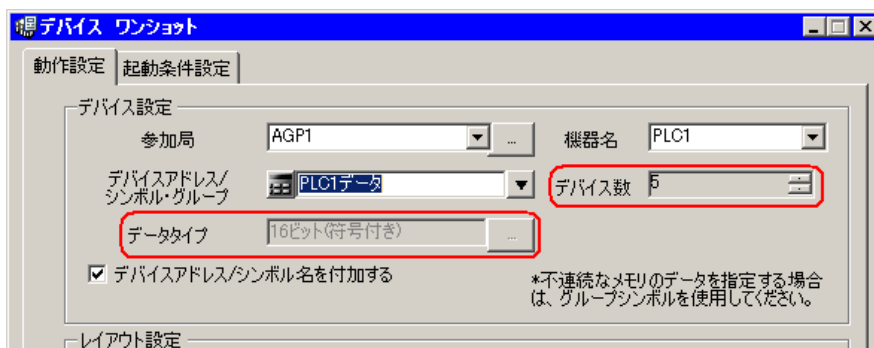 デバイス ワンショット
動作設定 起動条件設定
デバイス設定
参加局 AGP1 ... 機器名 PLC1
デバイスアドレス/
シンボル・グループ PLC1データ デバイス数 5
データタイプ 16ビット(符号付き) ...
デバイスアドレス/シンボル名を付加する
*不連続なメモリのデータを指定する場合
は、グループシンボルを使用してください。
レイアウト設定